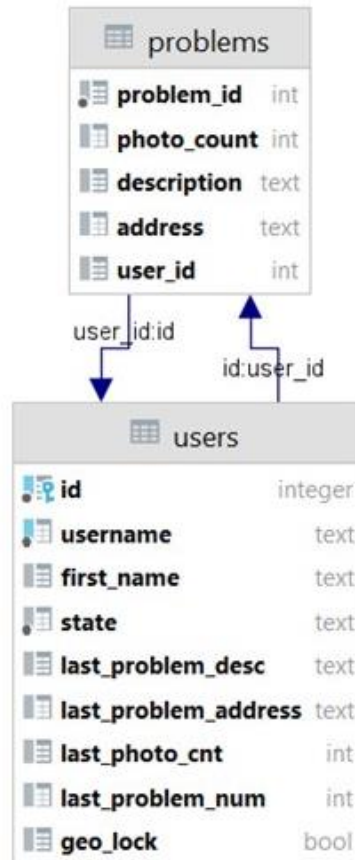 problems
problem_id int
photo_count int
description text
address text
user_id int
user_id:id
id:user_id
users
id integer
username text
first_name text
state text
last_problem_desc text
last_problem_address text
last_photo_cnt int
last_problem_num int
geo_lock bool